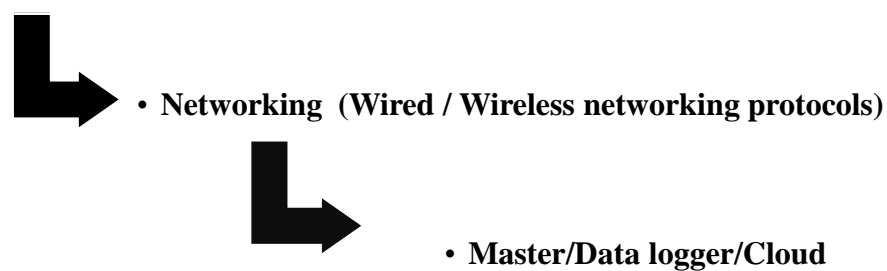 • Networking (Wired / Wireless networking protocols)
• Master/Data logger/Cloud